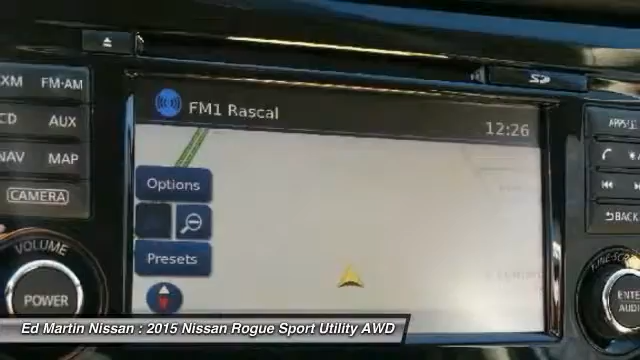 XM FM·AM
CD AUX
NAV MAP
CAMERA
VOLUME
POWER
FM1 Rascal
12:26
Options
Presets
SD
BACK
AUDIO
Ed Martin Nissan : 2015 Nissan Rogue Sport Utility AWD